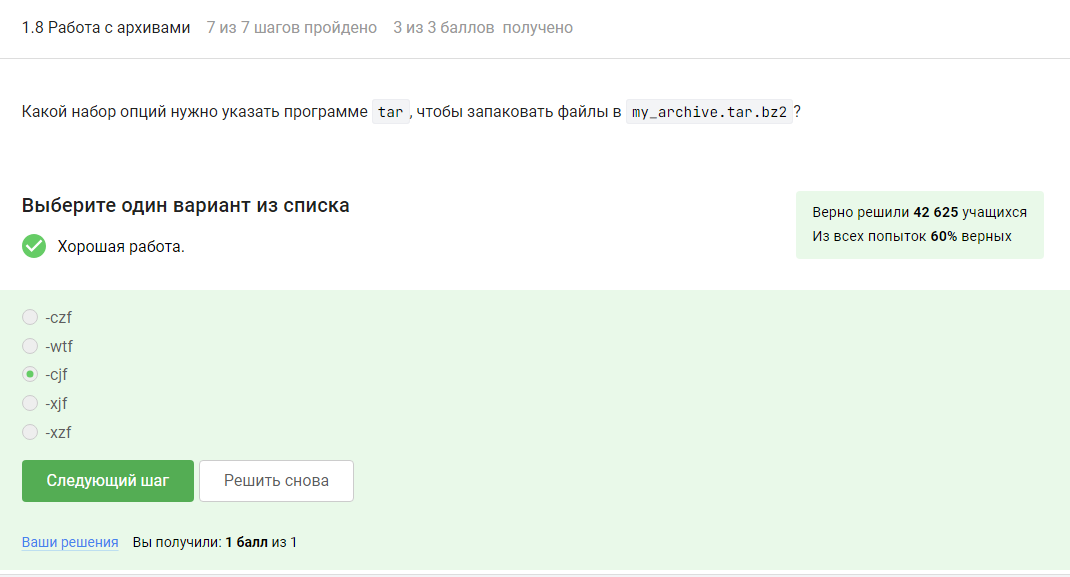 1.8 Работа с архивами 7 из 7 шагов пройдено 3 из 3 баллов получено
Какой набор опций нужно указать программе tar, чтобы запаковать файлы в my_archive.tar.bz2?
Выберите один вариант из списка
Хорошая работа.
Верно решили 42 625 учащихся
Из всех попыток 60% верных
-czf
-wtf
-cjf
-xjf
-xzf
Следующий шаг Решить снова
Ваши решения Вы получили: 1 балл из 1